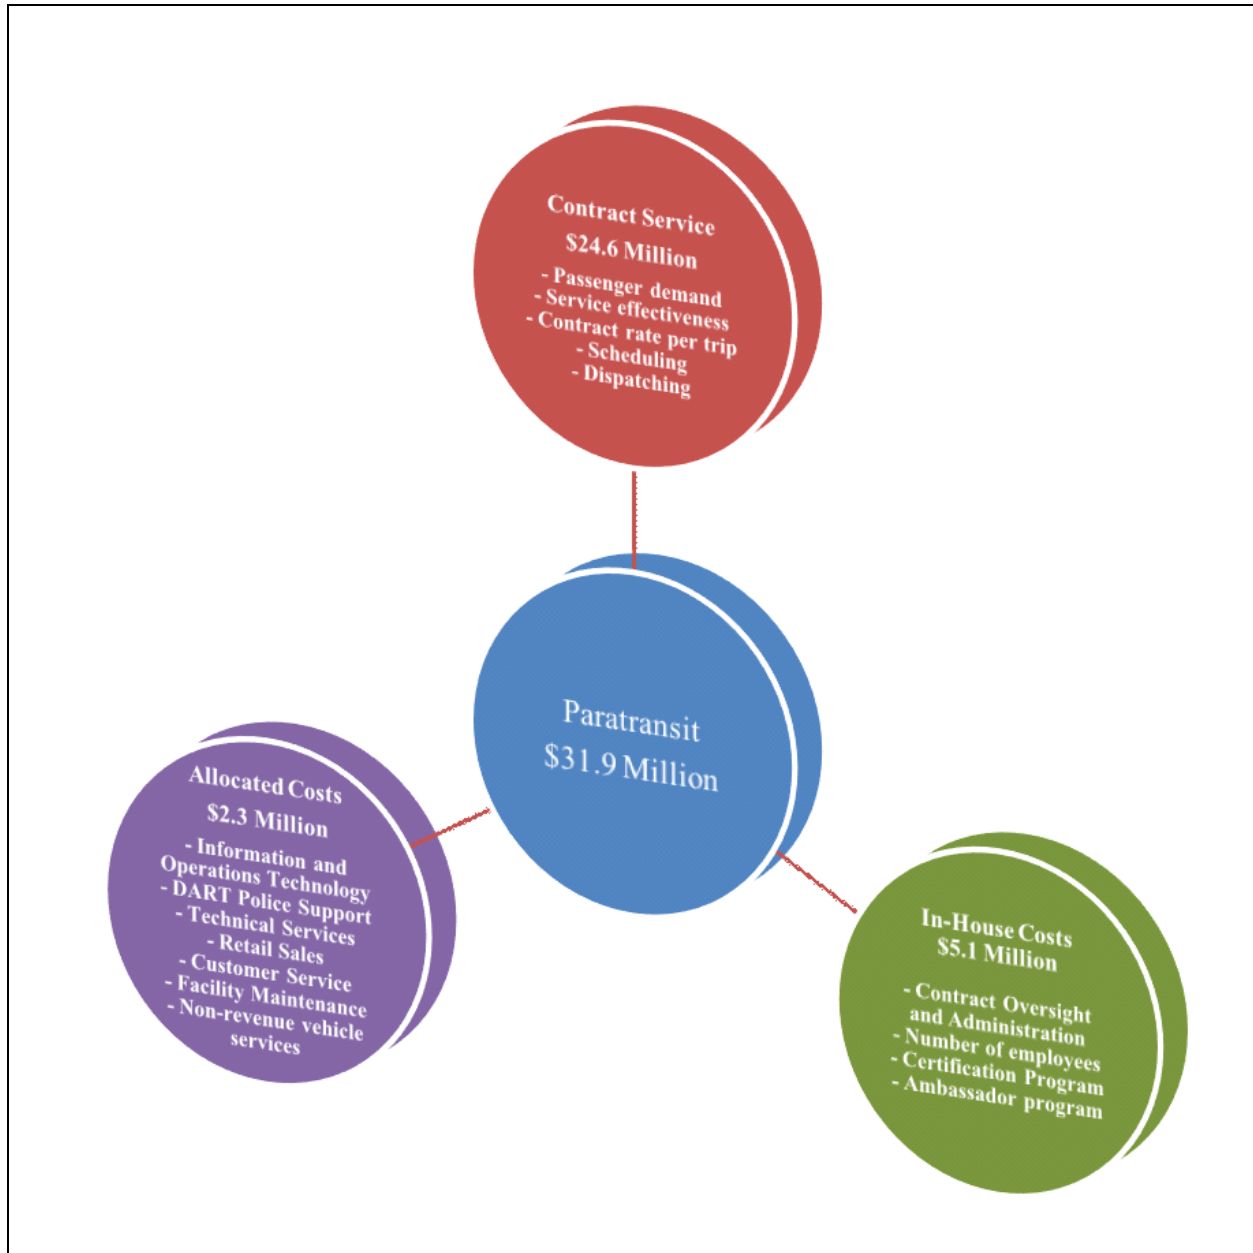 Contract Service
$24.6 Million
- Passenger demand
- Service effectiveness
- Contract rate per trip
- Scheduling
- Dispatching
Paratransit
$31.9 Million
Allocated Costs
$2.3 Million
- Information and
Operations Technology
- DART Police Support
- Technical Services
- Retail Sales
- Customer Service
- Facility Maintenance
- Non-revenue vehicle
services
In-House Costs
$5.1 Million
- Contract Oversight
and Administration
- Number of employees
- Certification Program
- Ambassador program